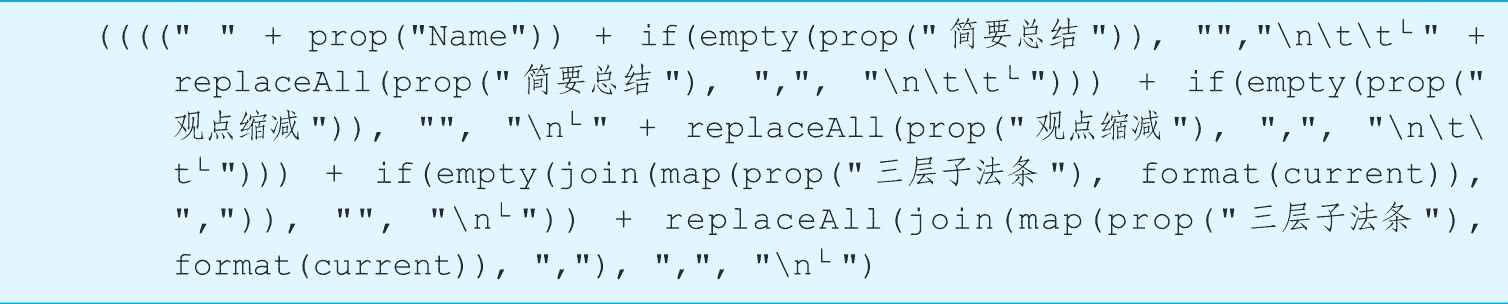 ((((" " + prop("Name")) + if(empty(prop("简要总结")), "","\n\t\t└" +
replaceAll(prop("简要总结"), ",", "\n\t\t└"))) + if(empty(prop("
观点缩减")), "", "\n└" + replaceAll(prop("观点缩减"), ",", "\n\t\
t└"))) + if(empty(join(map(prop("三层子法条"), format(current)),
",")), "", "\n└")) + replaceAll(join(map(prop("三层子法条"),
format(current)), ","), ",", "\n└")